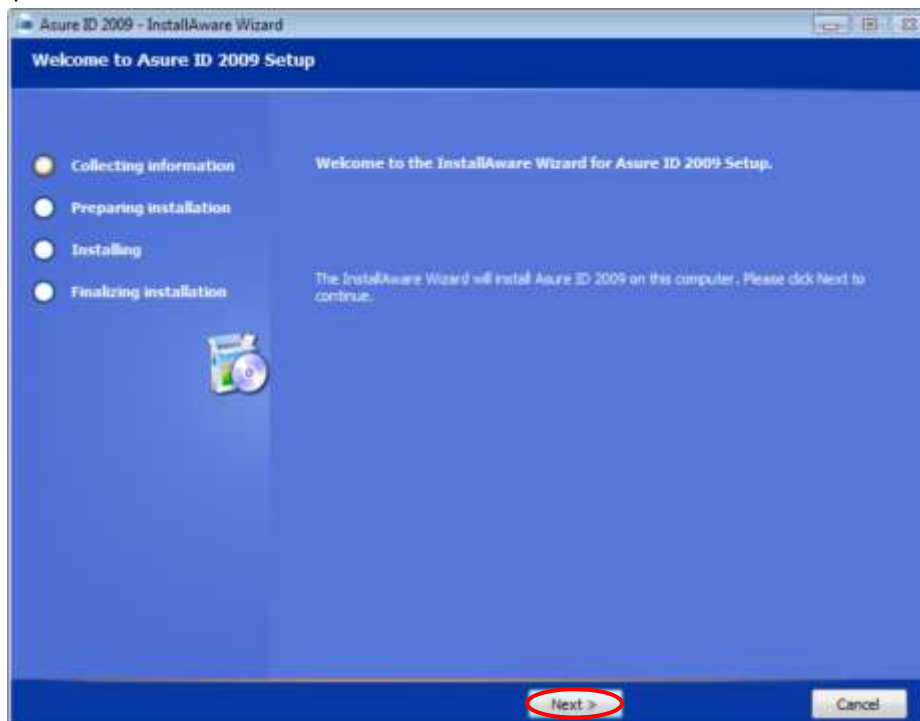 Asure ID 2009 - InstallAware Wizard
Welcome to Asure ID 2009 Setup
Collecting information
Preparing installation
Installing
Finalizing installation
Welcome to the InstallAware Wizard for Asure ID 2009 Setup.
The InstallAware Wizard will install Asure ID 2009 on this computer. Please click Next to
continue.
Next >
Cancel